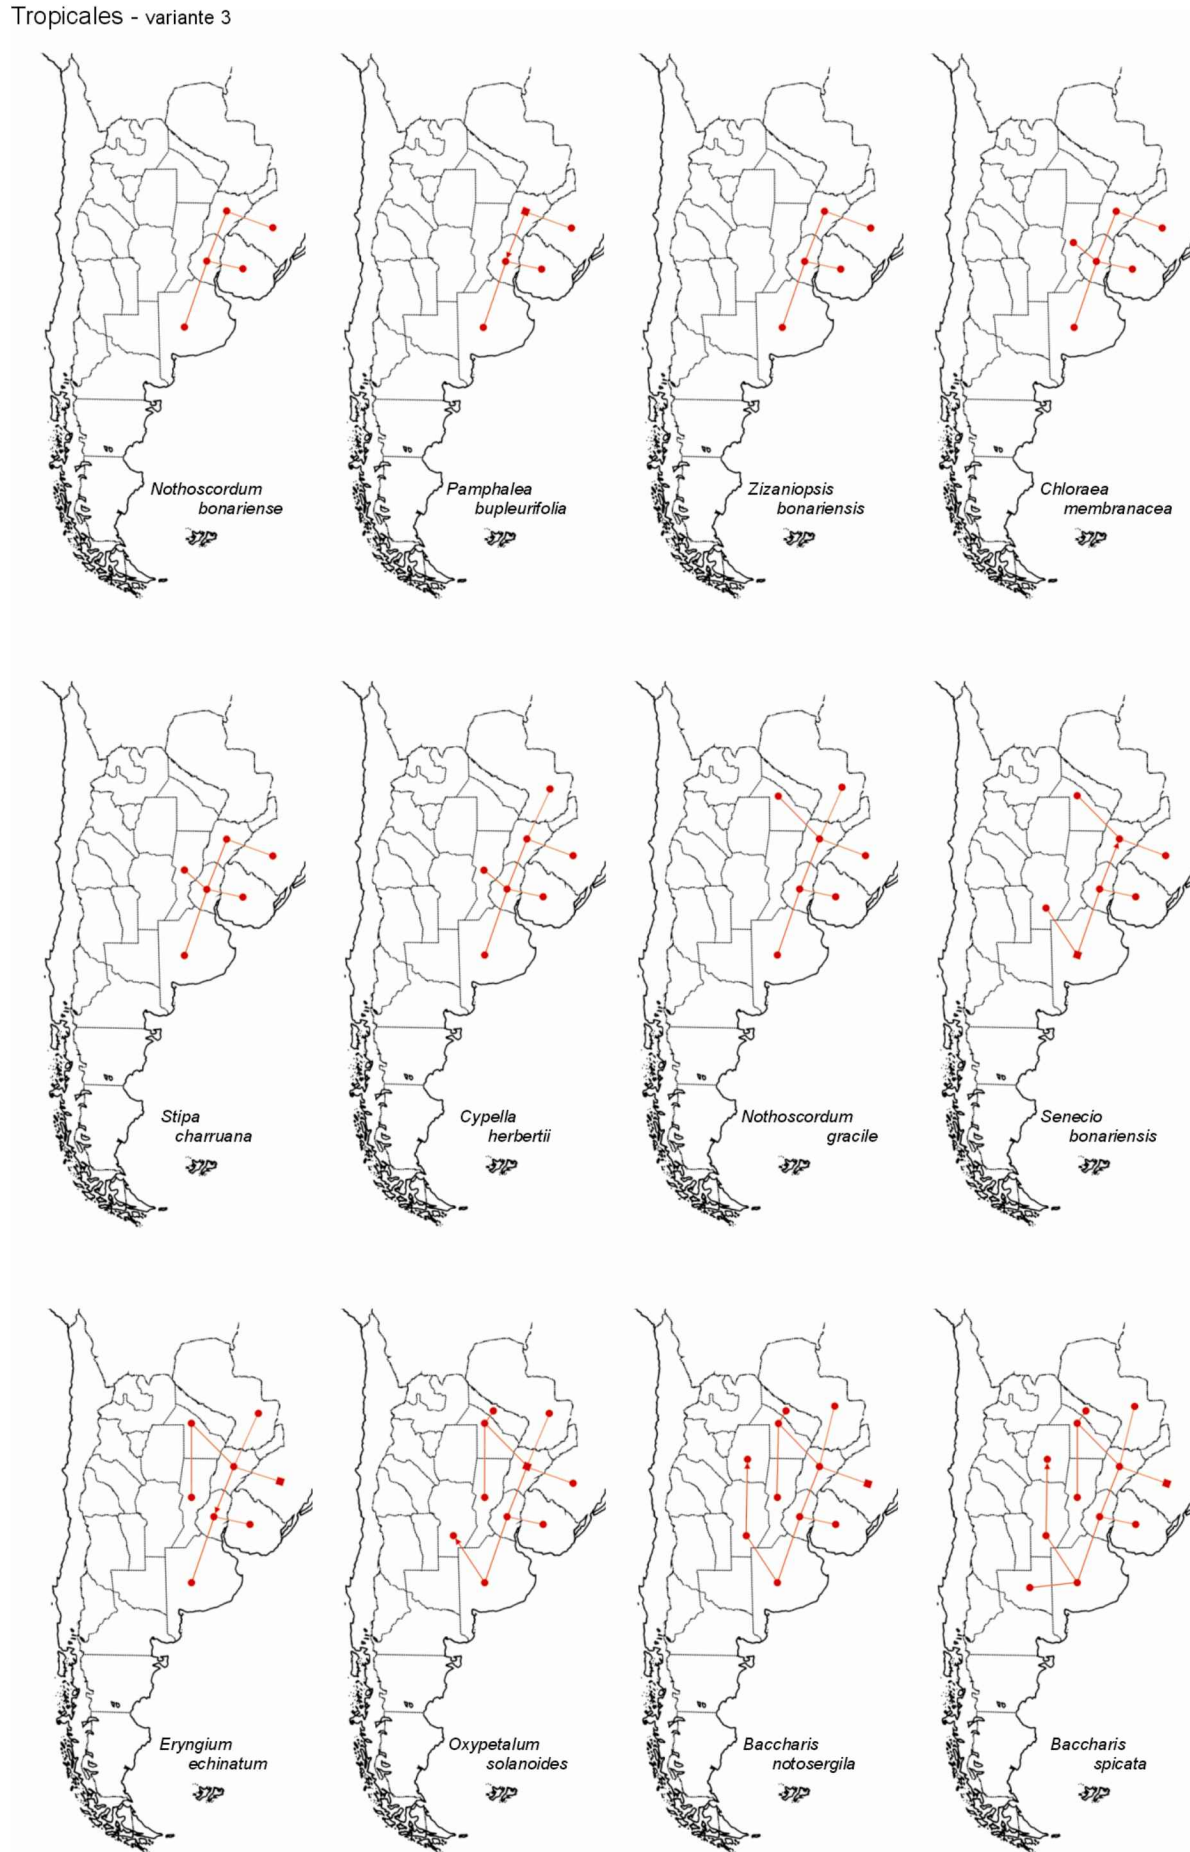 Tropicales - variante 3
Nothoscordum
bonariense
Pamphalea
bupleurifolia
Zizaniopsis
bonariensis
Chloraea
membranacea
Stipa
charruana
Cypella
herbertii
Nothoscordum
gracile
Senecio
bonariensis
Eryngium
echinatum
Oxypetalum
solanoides
Baccharis
notosergila
Baccharis
spicata